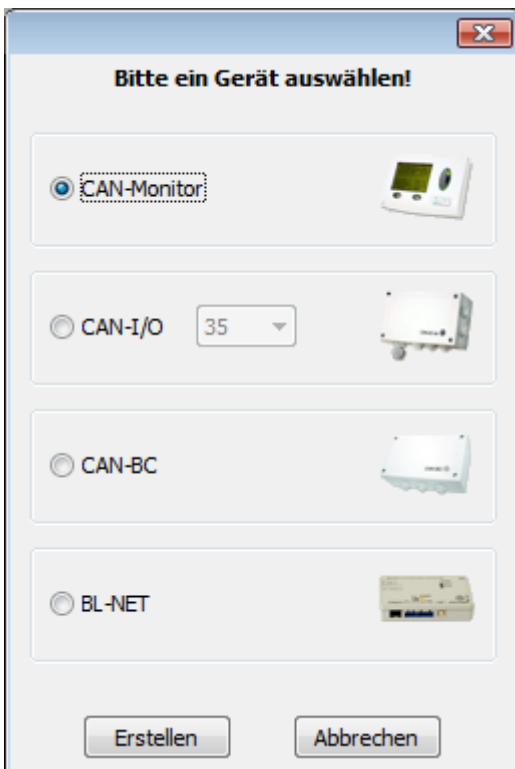 Bitte ein Gerät auswählen!
CAN-Monitor
CAN-I/O 35
CAN-BC
BL-NET
Erstellen Abbrechen